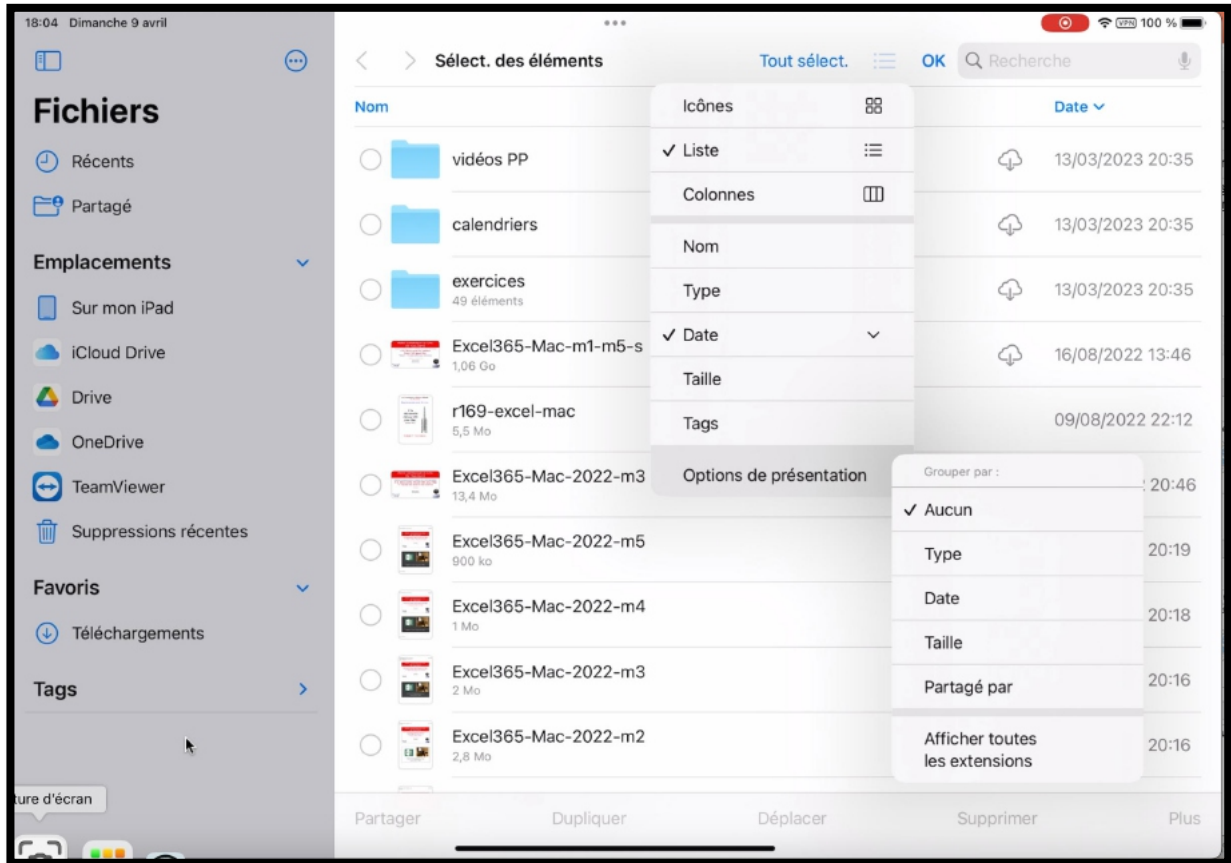 18:04 Dimanche 9 avril
VPN 100 %
Fichiers
Récents
Partagé
Emplacements
Sur mon iPad
iCloud Drive
Drive
OneDrive
TeamViewer
Suppressions récentes
Favoris
Téléchargements
Tags
ture d'écran
Sélect. des éléments
Tout sélect.
OK
Recherche
Nom
Date
vidéos PP
13/03/2023 20:35
calendriers
13/03/2023 20:35
exercices
49 éléments
13/03/2023 20:35
Excel365-Mac-m1-m5-s
1,06 Go
16/08/2022 13:46
r169-excel-mac
5,5 Mo
09/08/2022 22:12
Excel365-Mac-2022-m3
13,4 Mo
20:46
Excel365-Mac-2022-m5
900 ko
20:19
Excel365-Mac-2022-m4
1 Mo
20:18
Excel365-Mac-2022-m3
2 Mo
20:16
Excel365-Mac-2022-m2
2,8 Mo
20:16
Icônes
Liste
Colonnes
Nom
Type
Date
Taille
Tags
Options de présentation
Grouper par :
Aucun
Type
Date
Taille
Partagé par
Afficher toutes
les extensions
Partager
Dupliquer
Déplacer
Supprimer
Plus